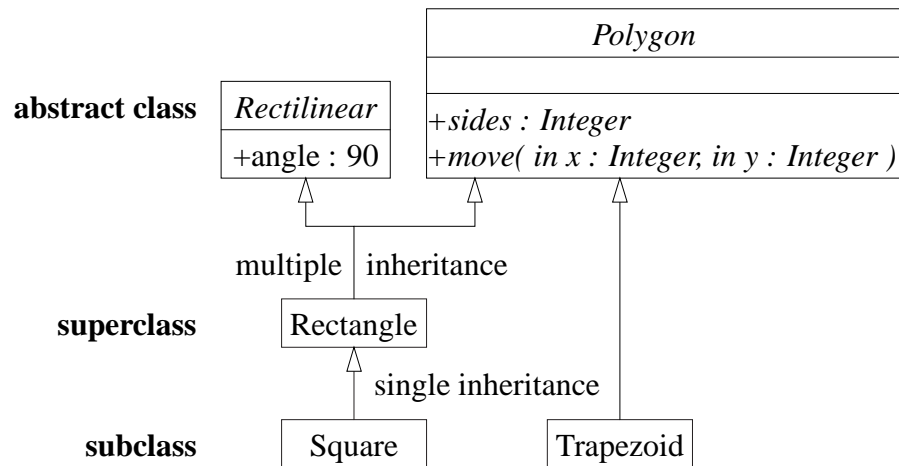 Polygon
abstract class
Rectilinear
+angle : 90
+sides : Integer
+move( in x : Integer, in y : Integer )
multiple inheritance
superclass
Rectangle
single inheritance
subclass
Square
Trapezoid